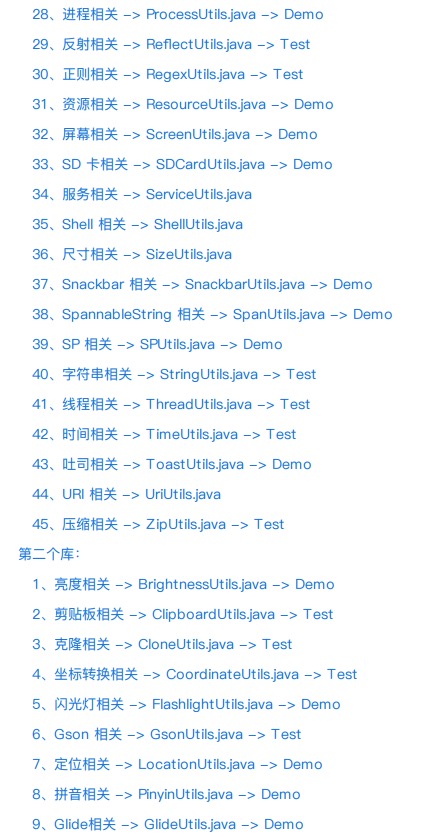 28、进程相关 -> ProcessUtils.java -> Demo
29、反射相关 -> ReflectUtils.java -> Test
30、正则相关 -> RegexUtils.java -> Test
31、资源相关 -> ResourceUtils.java -> Demo
32、屏幕相关 -> ScreenUtils.java -> Demo
33、SD 卡相关 -> SDCardUtils.java -> Demo
34、服务相关 -> ServiceUtils.java
35、Shell 相关 -> ShellUtils.java
36、尺寸相关 -> SizeUtils.java
37、Snackbar 相关 -> SnackbarUtils.java -> Demo
38、SpannableString 相关 -> SpanUtils.java -> Demo
39、SP 相关 -> SPUtils.java -> Demo
40、字符串相关 -> StringUtils.java -> Test
41、线程相关 -> ThreadUtils.java -> Test
42、时间相关 -> TimeUtils.java -> Test
43、吐司相关 -> ToastUtils.java -> Demo
44、URI 相关 -> UriUtils.java
45、压缩相关 -> ZipUtils.java -> Test
第二个库：
1、亮度相关 -> BrightnessUtils.java -> Demo
2、剪贴板相关 -> ClipboardUtils.java -> Test
3、克隆相关 -> CloneUtils.java -> Test
4、坐标转换相关 -> CoordinateUtils.java -> Test
5、闪光灯相关 -> FlashlightUtils.java -> Demo
6、Gson 相关 -> GsonUtils.java -> Test
7、定位相关 -> LocationUtils.java -> Demo
8、拼音相关 -> PinyinUtils.java -> Demo
9、Glide相关 -> GlideUtils.java -> Demo